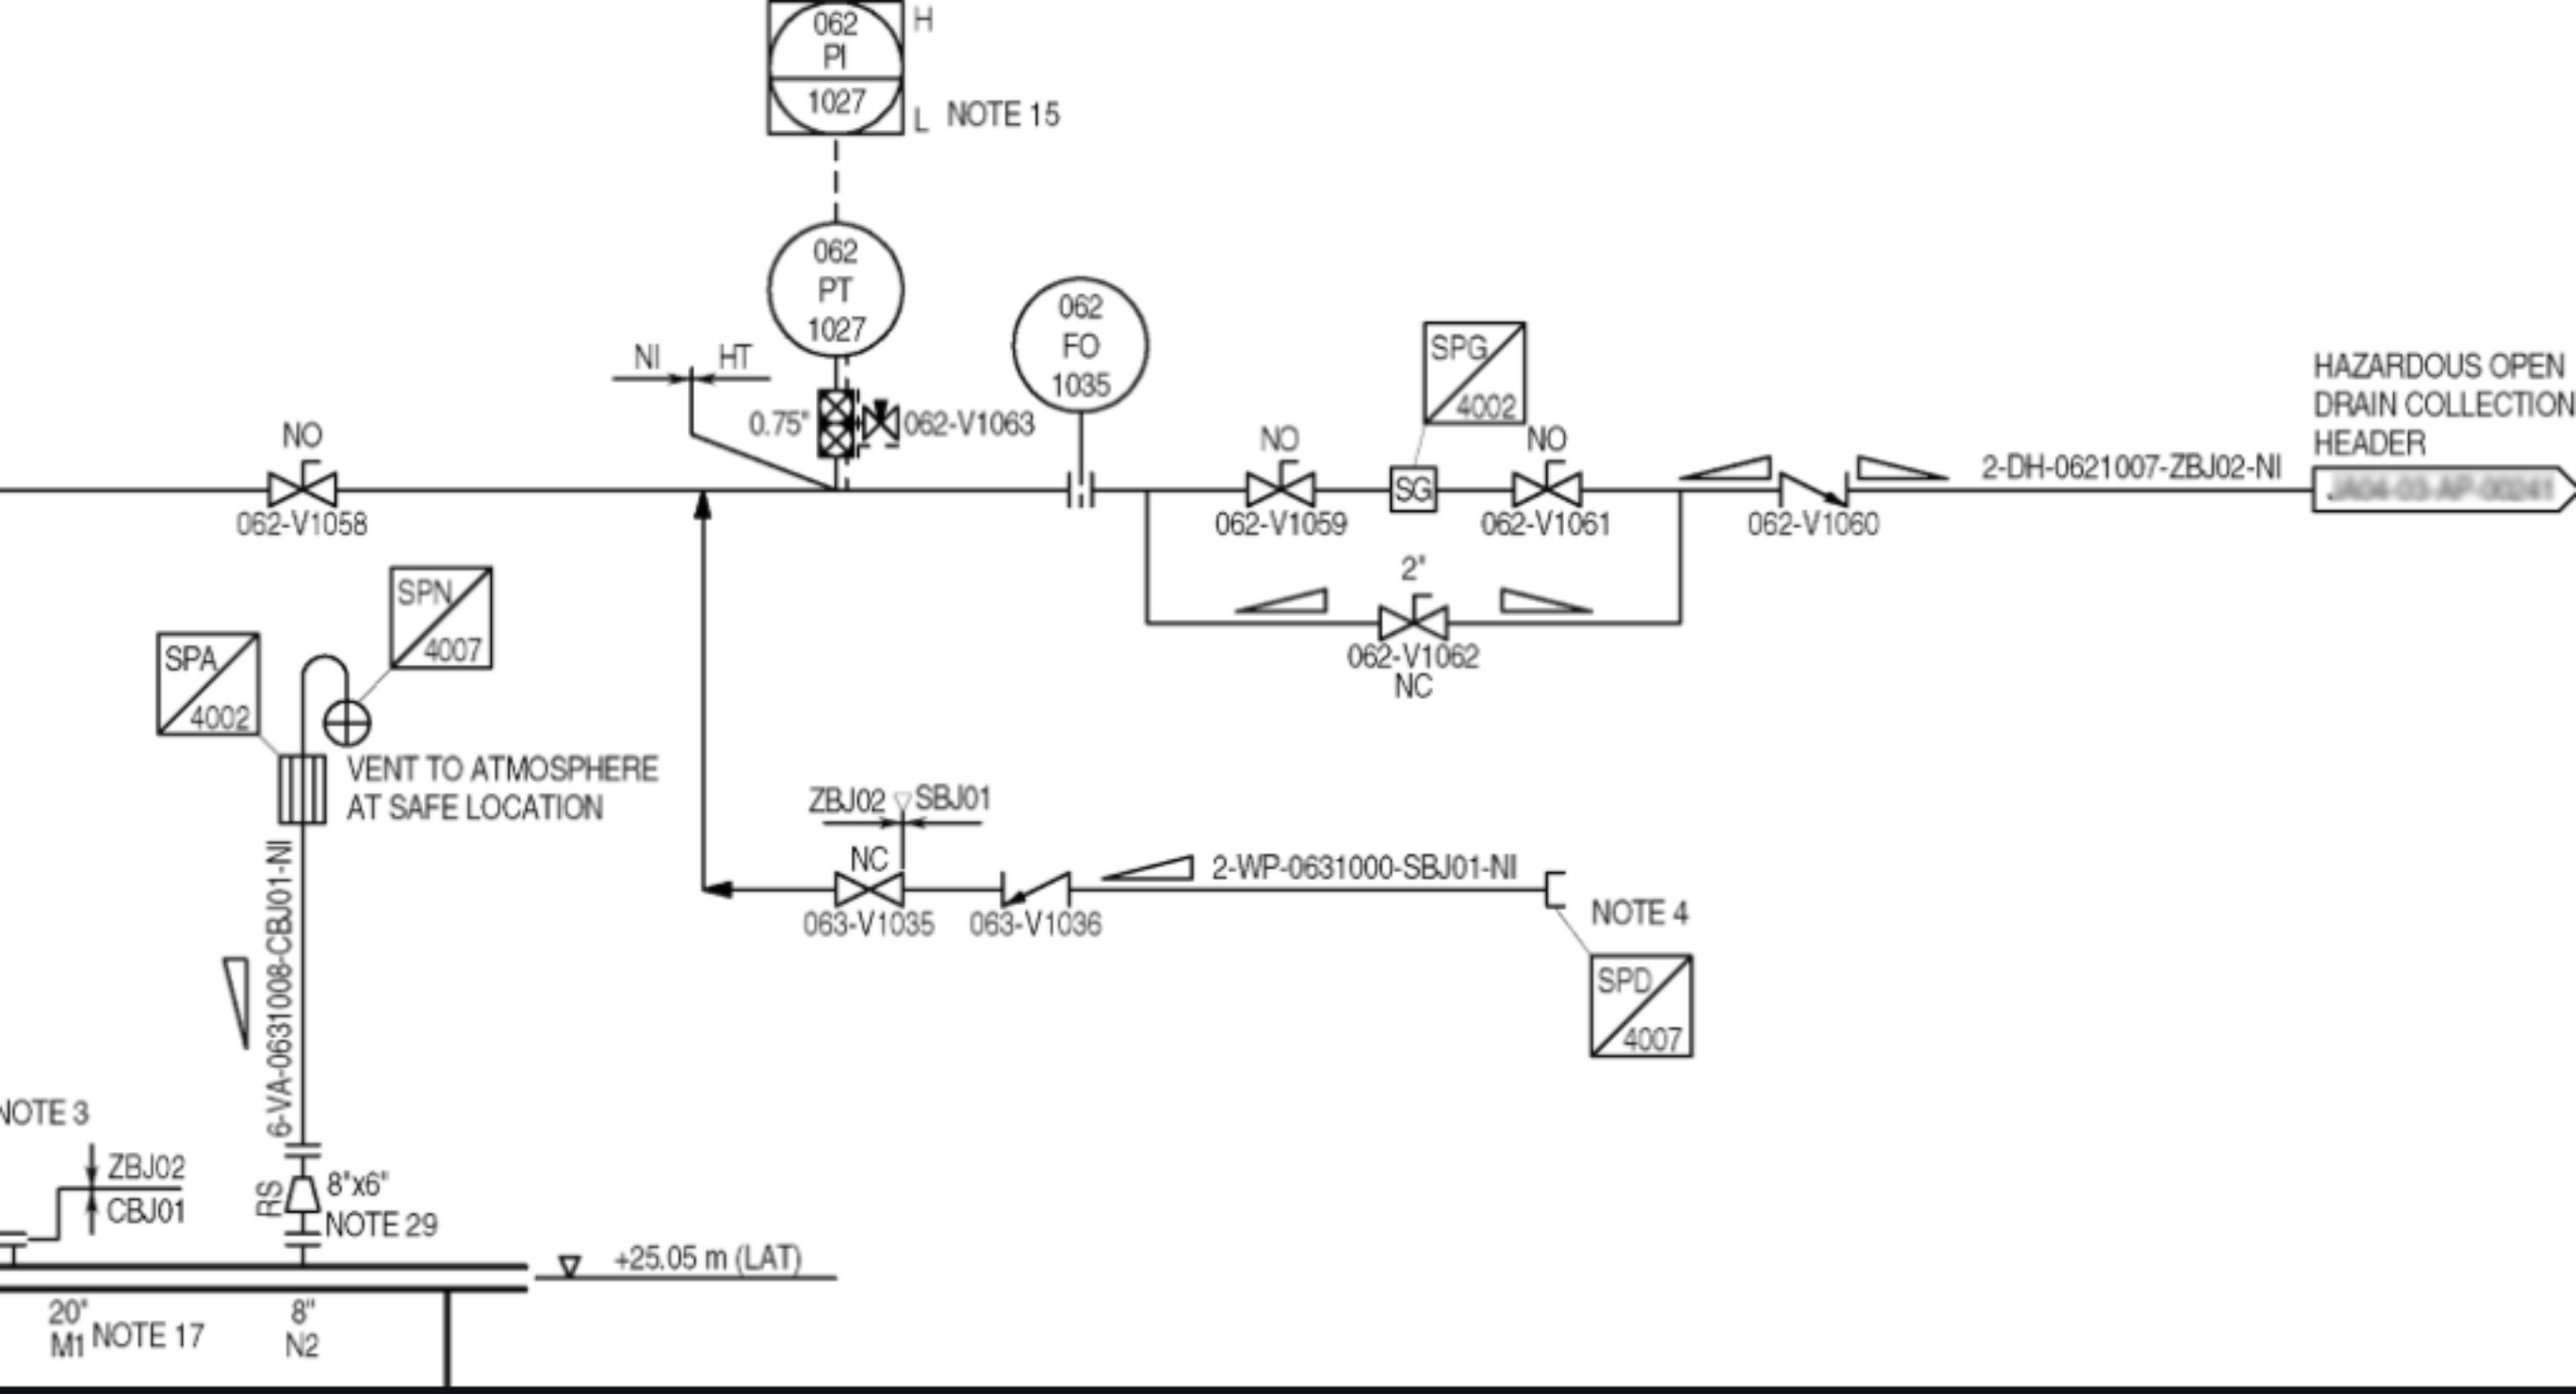 062
PI
1027
H
L
NOTE 15
062
PT
1027
062
FO
1035
NI
HT
0.75"
062-V1063
SPG
4002
HAZARDOUS OPEN
DRAIN COLLECTION
HEADER
NO
062-V1058
NO
062-V1059
SG
NO
062-V1061
062-V1060
2-DH-0621007-ZBJ02-NI
JA04-03-AP-00241
2"
062-V1062
NC
SPN
4007
SPA
4002
VENT TO ATMOSPHERE
AT SAFE LOCATION
6-VA-0631008-CBJ01-NI
ZBJ02
SBJ01
NC
063-V1035
063-V1036
2-WP-0631000-SBJ01-NI
NOTE 4
SPD
4007
NOTE 3
ZBJ02
CBJ01
RS
8"x6"
NOTE 29
+25.05 m (LAT)
20"
M1
NOTE 17
8"
N2